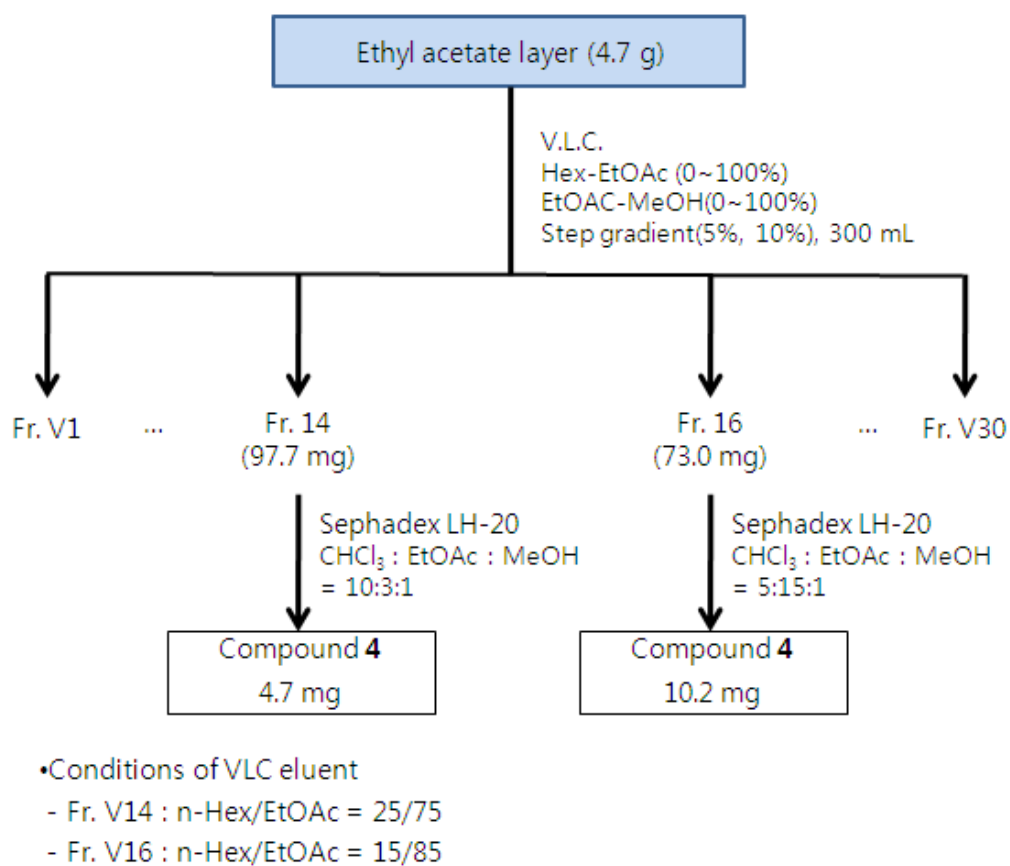 Ethyl acetate layer (4.7 g)
V.L.C.
Hex-EtOAc (0~100%)
EtOAC-MeOH(0~100%)
Step gradient(5%, 10%), 300 mL
Fr. V1 ... Fr. 14 Fr. 16 ... Fr. V30
(97.7 mg) (73.0 mg)
Sephadex LH-20 Sephadex LH-20
CHCl₃ : EtOAc : MeOH CHCl₃ : EtOAc : MeOH
= 10:3:1 = 5:15:1
Compound 4 Compound 4
4.7 mg 10.2 mg
•Conditions of VLC eluent
- Fr. V14 : n-Hex/EtOAc = 25/75
- Fr. V16 : n-Hex/EtOAc = 15/85